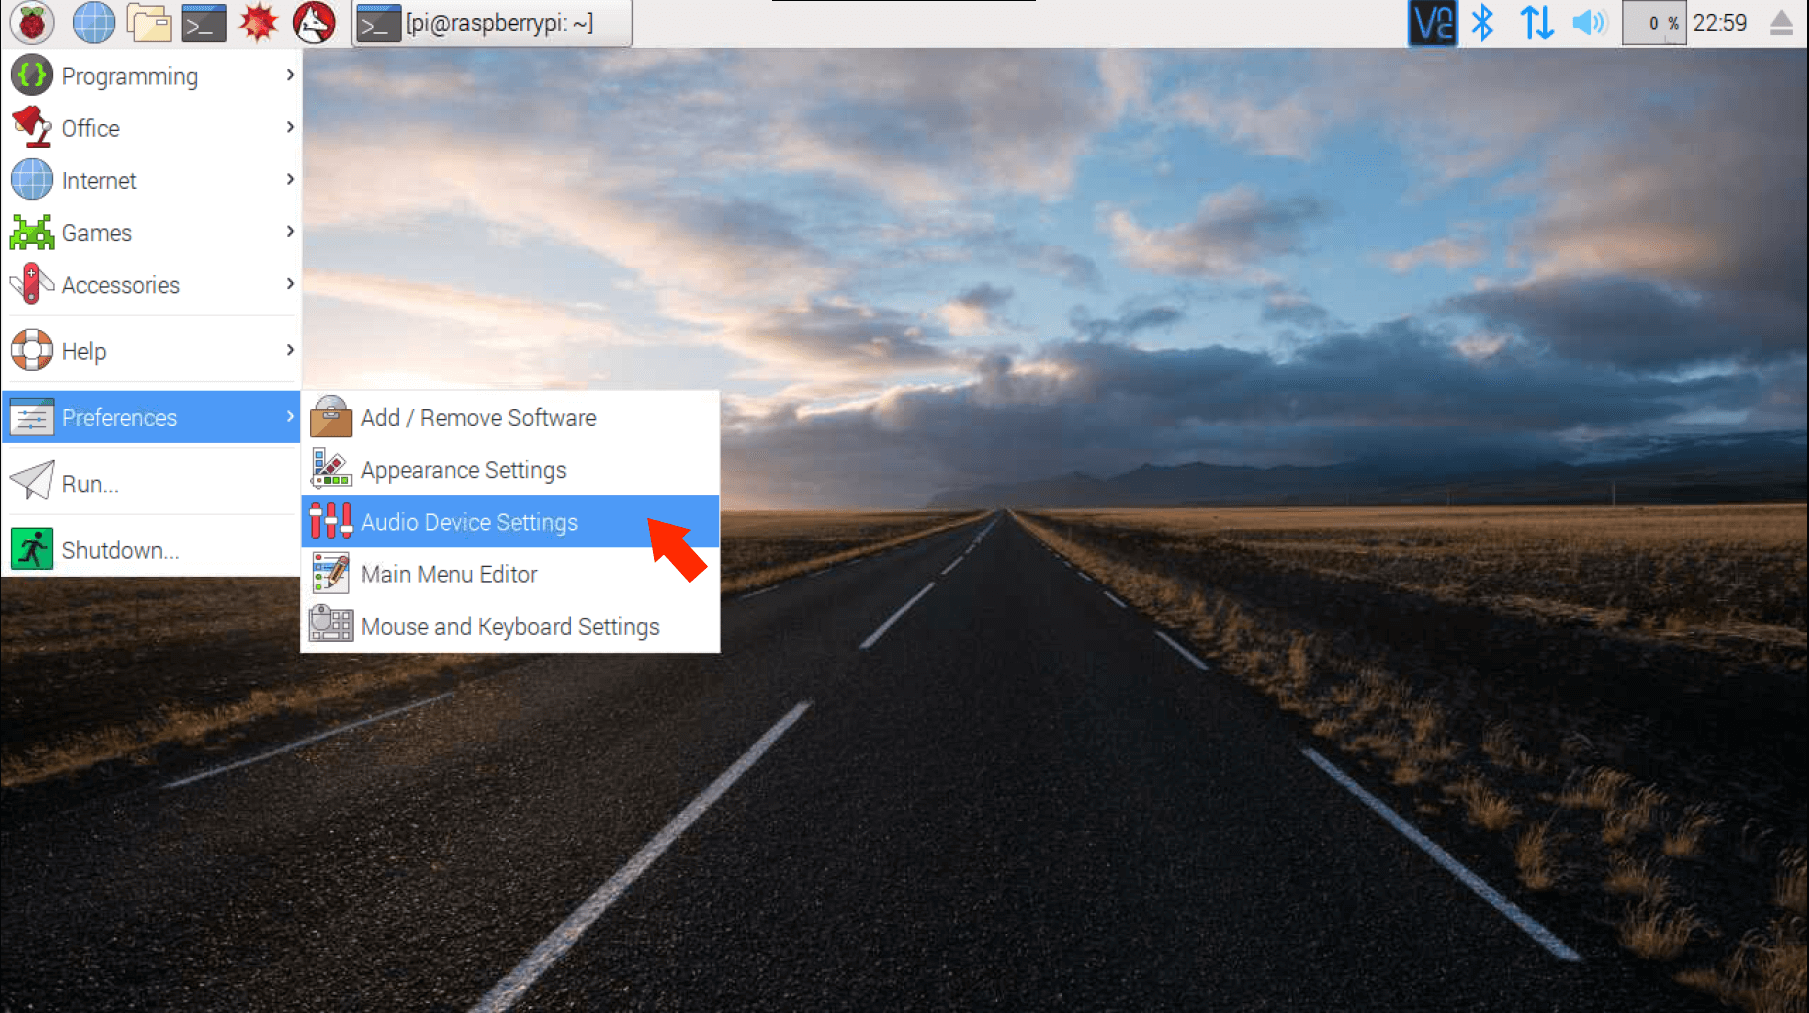 [pi@raspberrypi: ~]
0 %
22:59
Programming
Office
Internet
Games
Accessories
Help
Preferences
Run...
Shutdown...
Add / Remove Software
Appearance Settings
Audio Device Settings
Main Menu Editor
Mouse and Keyboard Settings